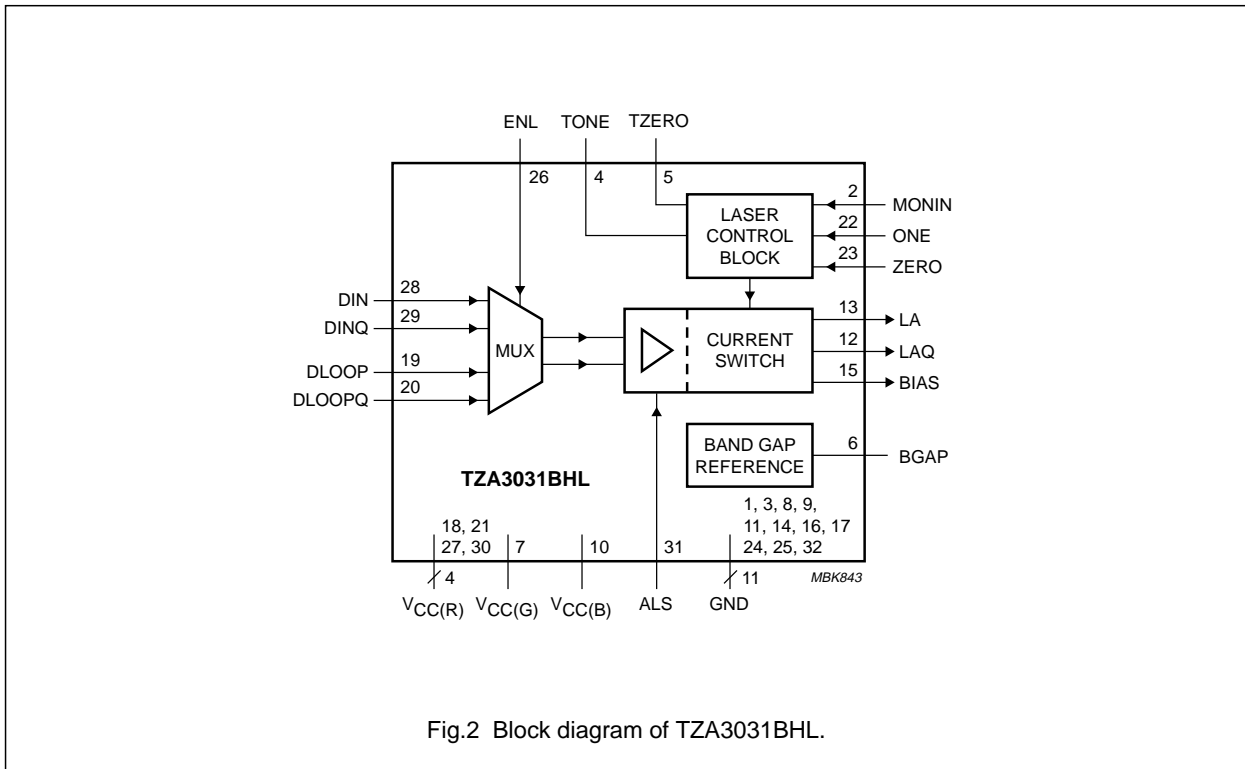 ENL TONE TZERO
26 4 5
2 MONIN
LASER
CONTROL
BLOCK
22 ONE
23 ZERO
DIN 28
DINQ 29
MUX
DLOOP 19
DLOOPQ 20
CURRENT
SWITCH
13 LA
12 LAQ
15 BIAS
BAND GAP
REFERENCE
6 BGAP
TZA3031BHL
18, 21
27, 30 7 10 31
1, 3, 8, 9,
11, 14, 16, 17
24, 25, 32
MBK843
4 11
VCC(R) VCC(G) VCC(B) ALS GND
Fig.2 Block diagram of TZA3031BHL.